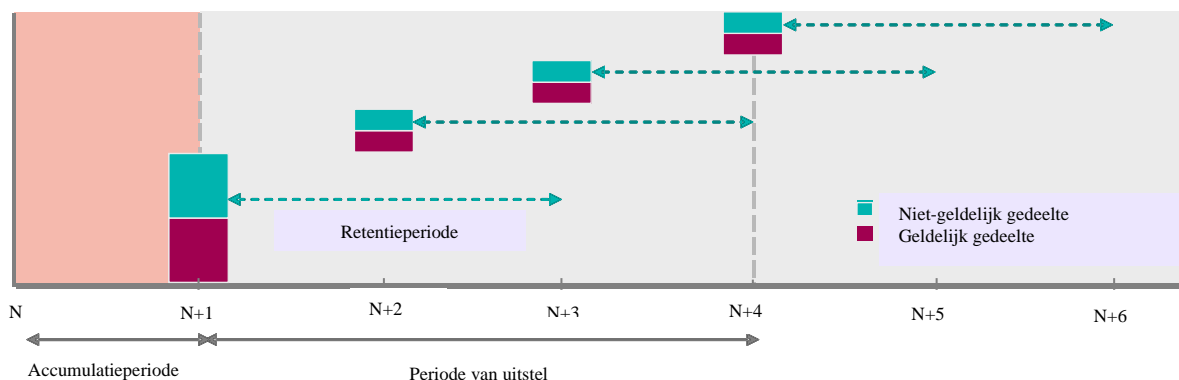 Retentieperiode
Niet-geldelijk gedeelte
Geldelijk gedeelte
N
N+1
N+2
N+3
N+4
N+5
N+6
Accumulatieperiode
Periode van uitstel